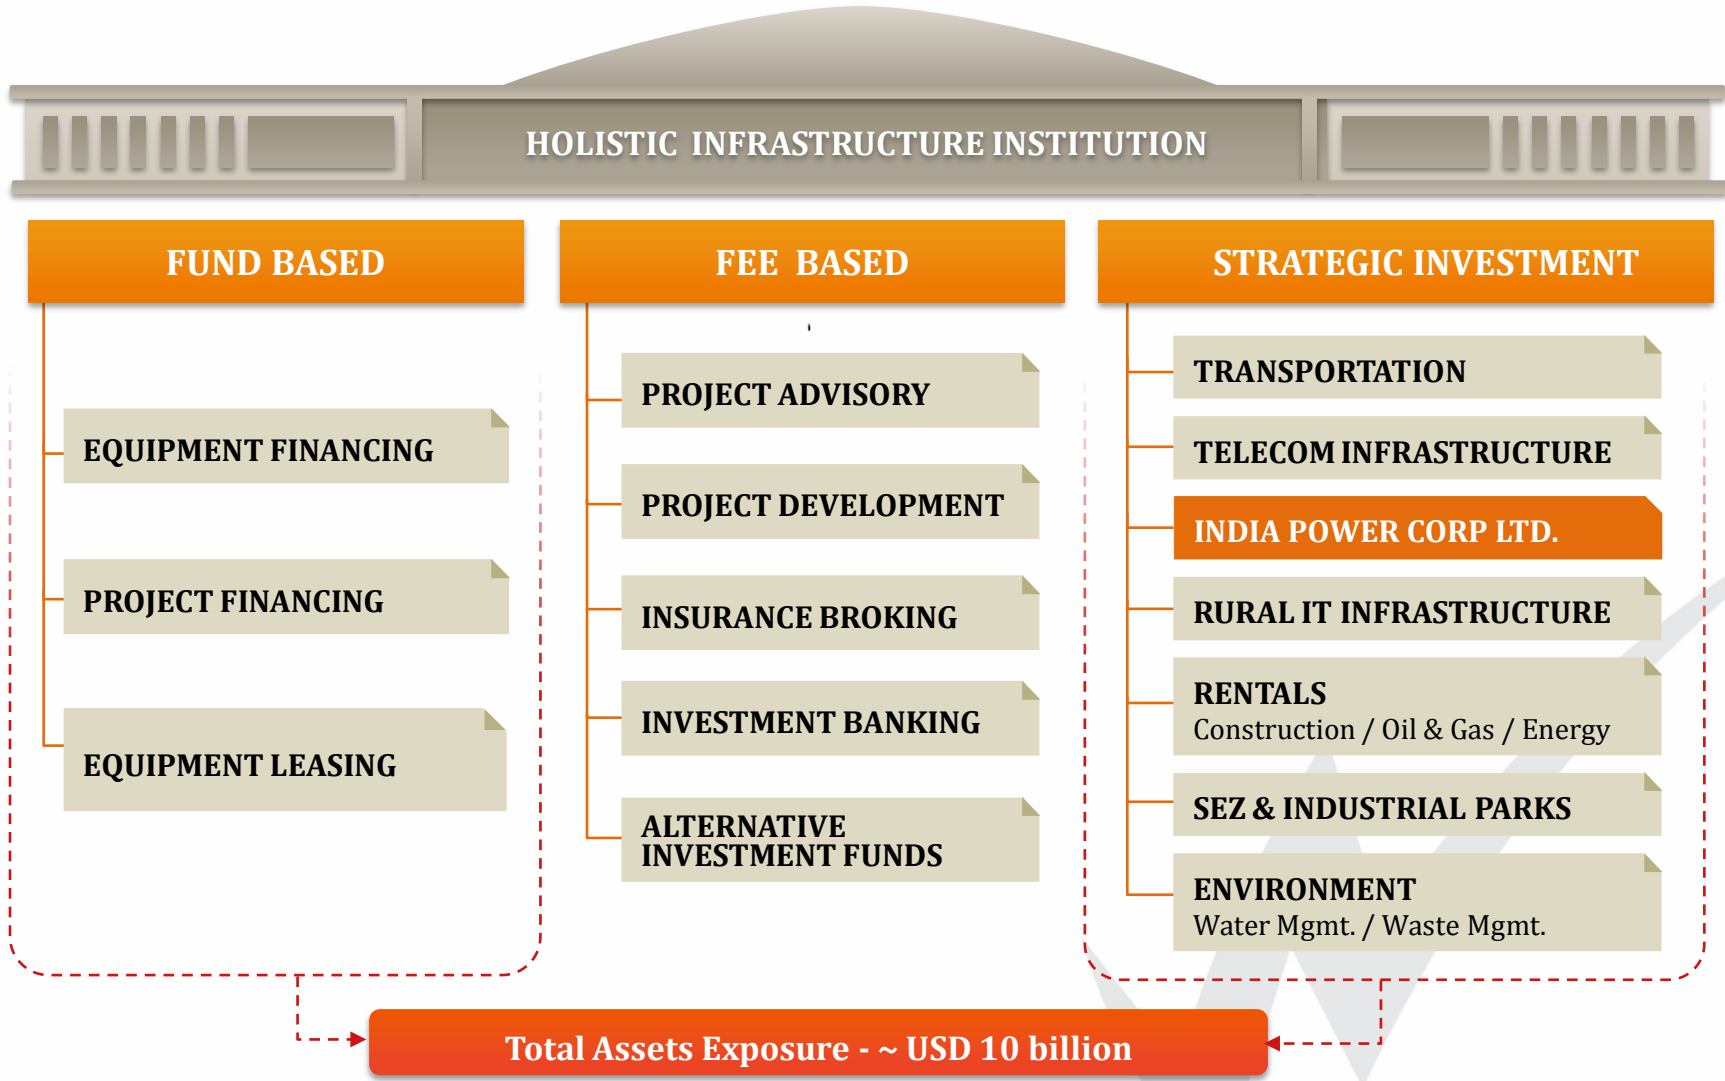 HOLISTIC INFRASTRUCTURE INSTITUTION
FUND BASED
EQUIPMENT FINANCING
PROJECT FINANCING
EQUIPMENT LEASING
FEE BASED
PROJECT ADVISORY
PROJECT DEVELOPMENT
INSURANCE BROKING
INVESTMENT BANKING
ALTERNATIVE
INVESTMENT FUNDS
STRATEGIC INVESTMENT
TRANSPORTATION
TELECOM INFRASTRUCTURE
INDIA POWER CORP LTD.
RURAL IT INFRASTRUCTURE
RENTALS
Construction / Oil & Gas / Energy
SEZ & INDUSTRIAL PARKS
ENVIRONMENT
Water Mgmt. / Waste Mgmt.
Total Assets Exposure - ~ USD 10 billion